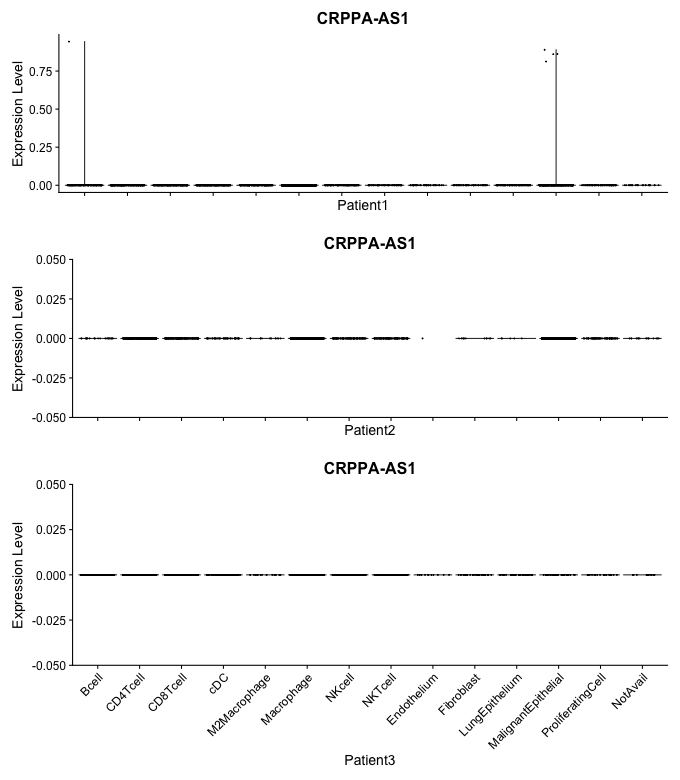 CRPPA-AS1
Expression Level
0.75
0.50
0.25
0.00
Patient1
CRPPA-AS1
Expression Level
0.050
0.025
0.000
-0.025
-0.050
Patient2
CRPPA-AS1
Expression Level
0.050
0.025
0.000
-0.025
-0.050
Bcell
CD4Tcell
CD8Tcell
cDC
M2Macrophage
Macrophage
NKcell
NKTcell
Endothelium
Fibroblast
LungEpithelium
MalignantEpithelial
ProliferatingCell
NotAvail
Patient3